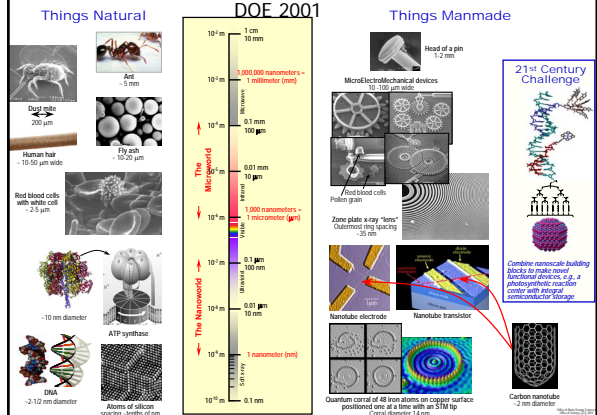 DOE 2001
Things Natural
Ant
~ 5 mm
Dust mite
200 µm
Human hair
~ 10-50 µm wide
Fly ash
~ 10-20 µm
Red blood cells
with white cell
~ 2-5 µm
~10 nm diameter
ATP synthase
DNA
~2-1/2 nm diameter
Atoms of silicon
spacing ~tenths of nm
The Microworld
The Nanoworld
10⁻² m
1 cm
10 mm
10⁻³ m
1,000,000 nanometers =
1 millimeter (mm)
Microwave
10⁻⁴ m
0.1 mm
100 µm
10⁻⁵ m
0.01 mm
10 µm
Infrared
10⁻⁶ m
1,000 nanometers =
1 micrometer (µm)
Visible
10⁻⁷ m
0.1 µm
100 nm
Ultraviolet
10⁻⁸ m
0.01 µm
10 nm
10⁻⁹ m
1 nanometer (nm)
Soft x-ray
10⁻¹⁰ m
0.1 nm
Things Manmade
Head of a pin
1-2 mm
MicroElectroMechanical devices
10 -100 µm wide
Red blood cells
Pollen grain
Zone plate x-ray "lens"
Outermost ring spacing
~35 nm
Nanotube electrode
Nanotube transistor
Quantum corral of 48 iron atoms on copper surface
positioned one at a time with an STM tip
Corral diameter 14 nm
Carbon nanotube
~2 nm diameter
21st Century
Challenge
Combine nanoscale building
blocks to make novel
functional devices, e.g., a
photosynthetic reaction
center with integral
semiconductor storage